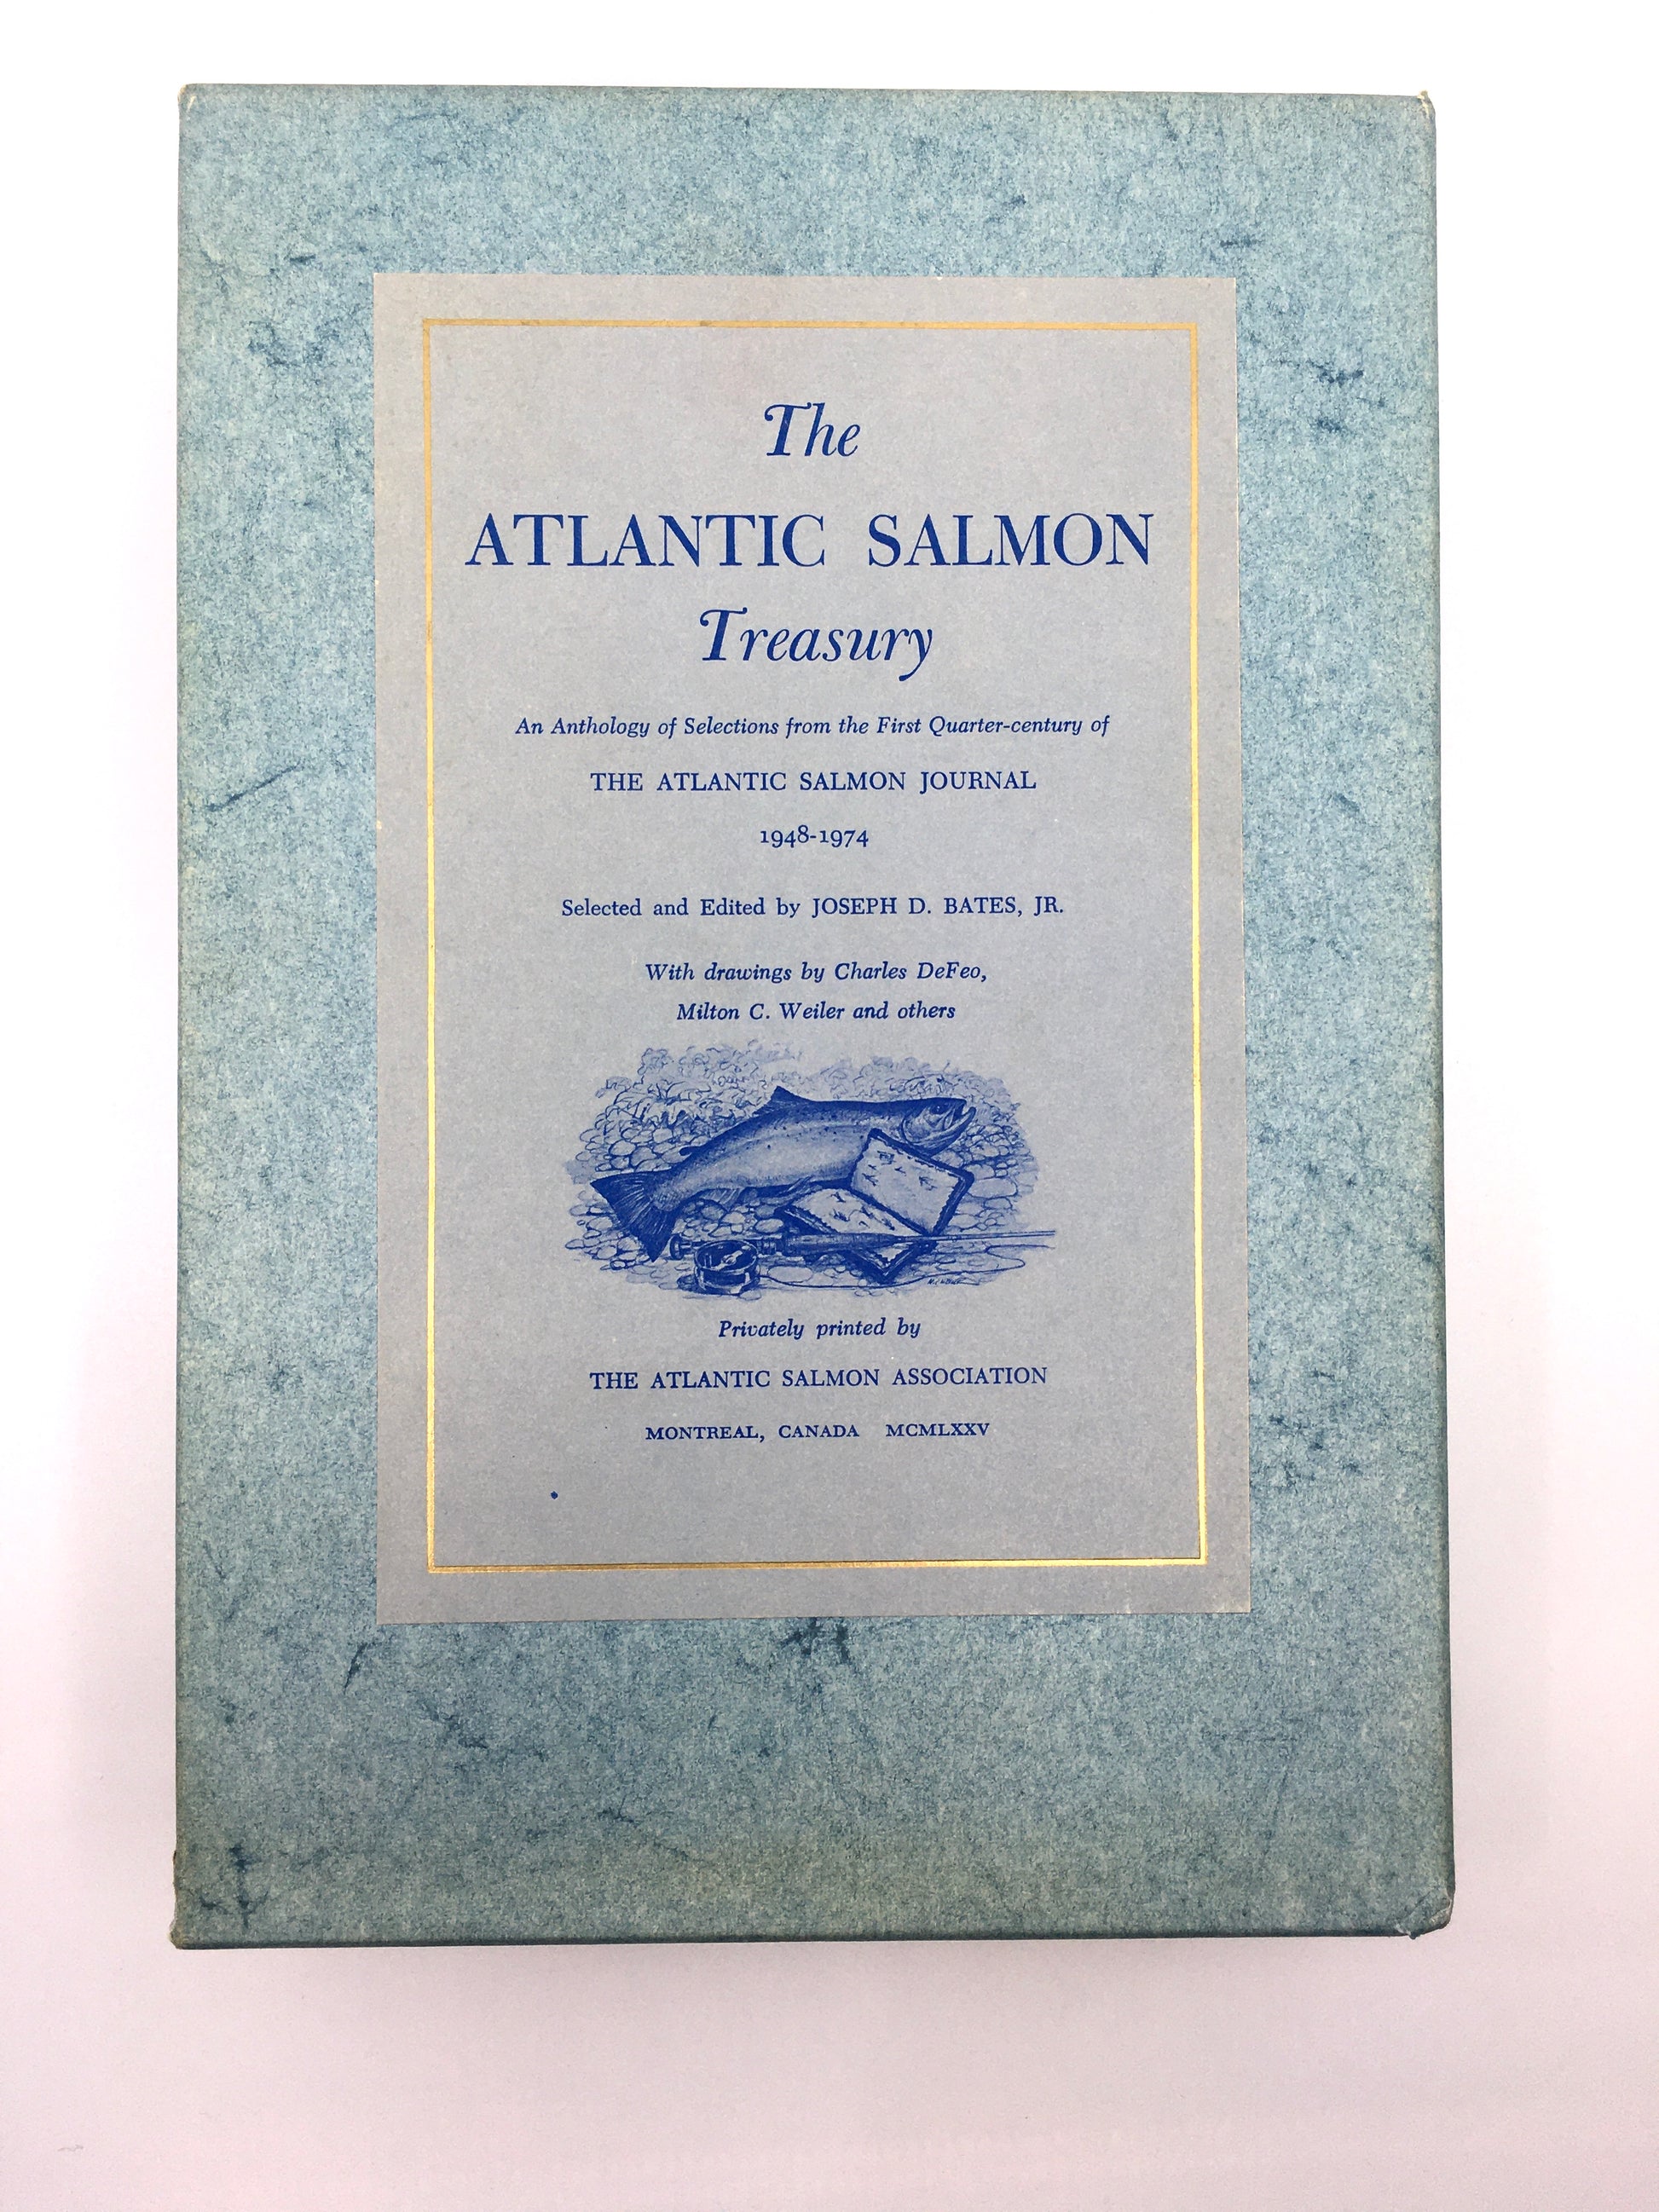 The
ATLANTIC SALMON
Treasury
An Anthology of Selections from the First Quarter-century of
THE ATLANTIC SALMON JOURNAL
1948-1974
Selected and Edited by JOSEPH D. BATES, JR.
With drawings by Charles DeFeo,
Milton C. Weiler and others
Privately printed by
THE ATLANTIC SALMON ASSOCIATION
MONTREAL, CANADA MCMLXXV